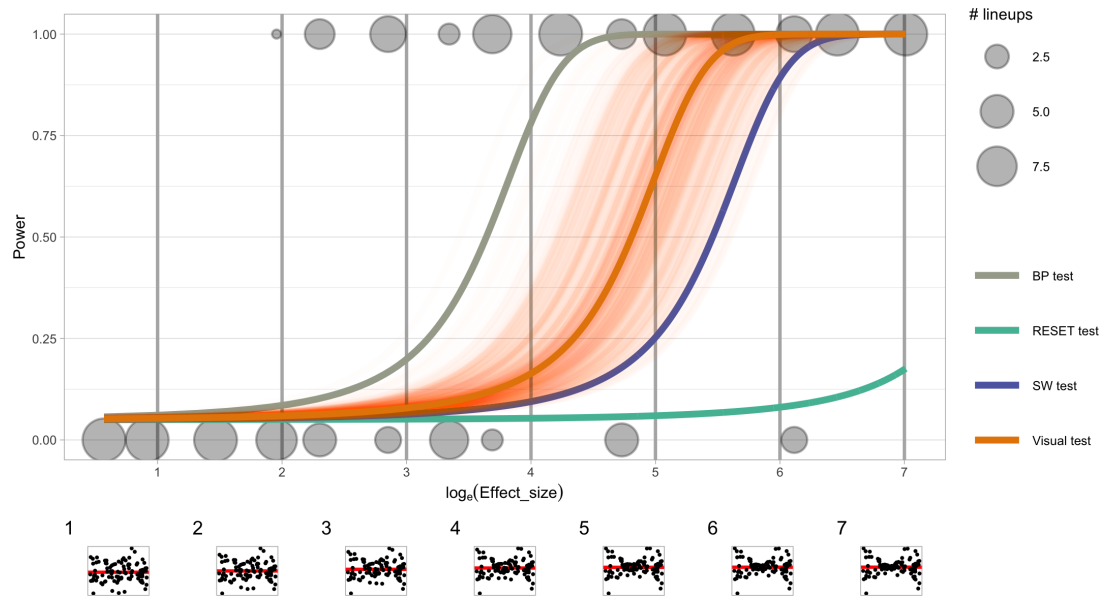 # lineups
2.5
5.0
7.5
BP test
RESET test
SW test
Visual test
Power
1.00
0.75
0.50
0.25
0.00
1 2 3 4 5 6 7
logₑ(Effect_size)
1 2 3 4 5 6 7